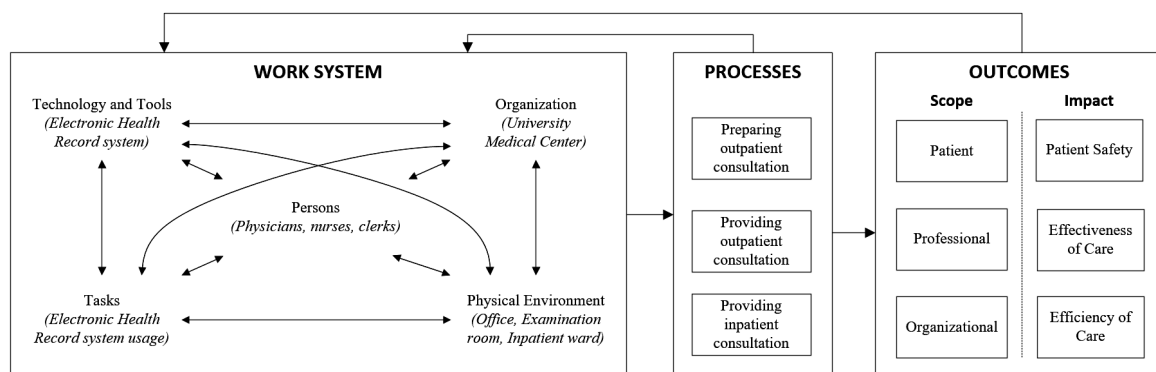 WORK SYSTEM
Technology and Tools
(Electronic Health
Record system)
Organization
(University
Medical Center)
Persons
(Physicians, nurses, clerks)
Tasks
(Electronic Health
Record system usage)
Physical Environment
(Office, Examination
room, Inpatient ward)
PROCESSES
Preparing
outpatient
consultation
Providing
outpatient
consultation
Providing
inpatient
consultation
OUTCOMES
Scope
Impact
Patient
Patient Safety
Professional
Effectiveness
of Care
Organizational
Efficiency of
Care